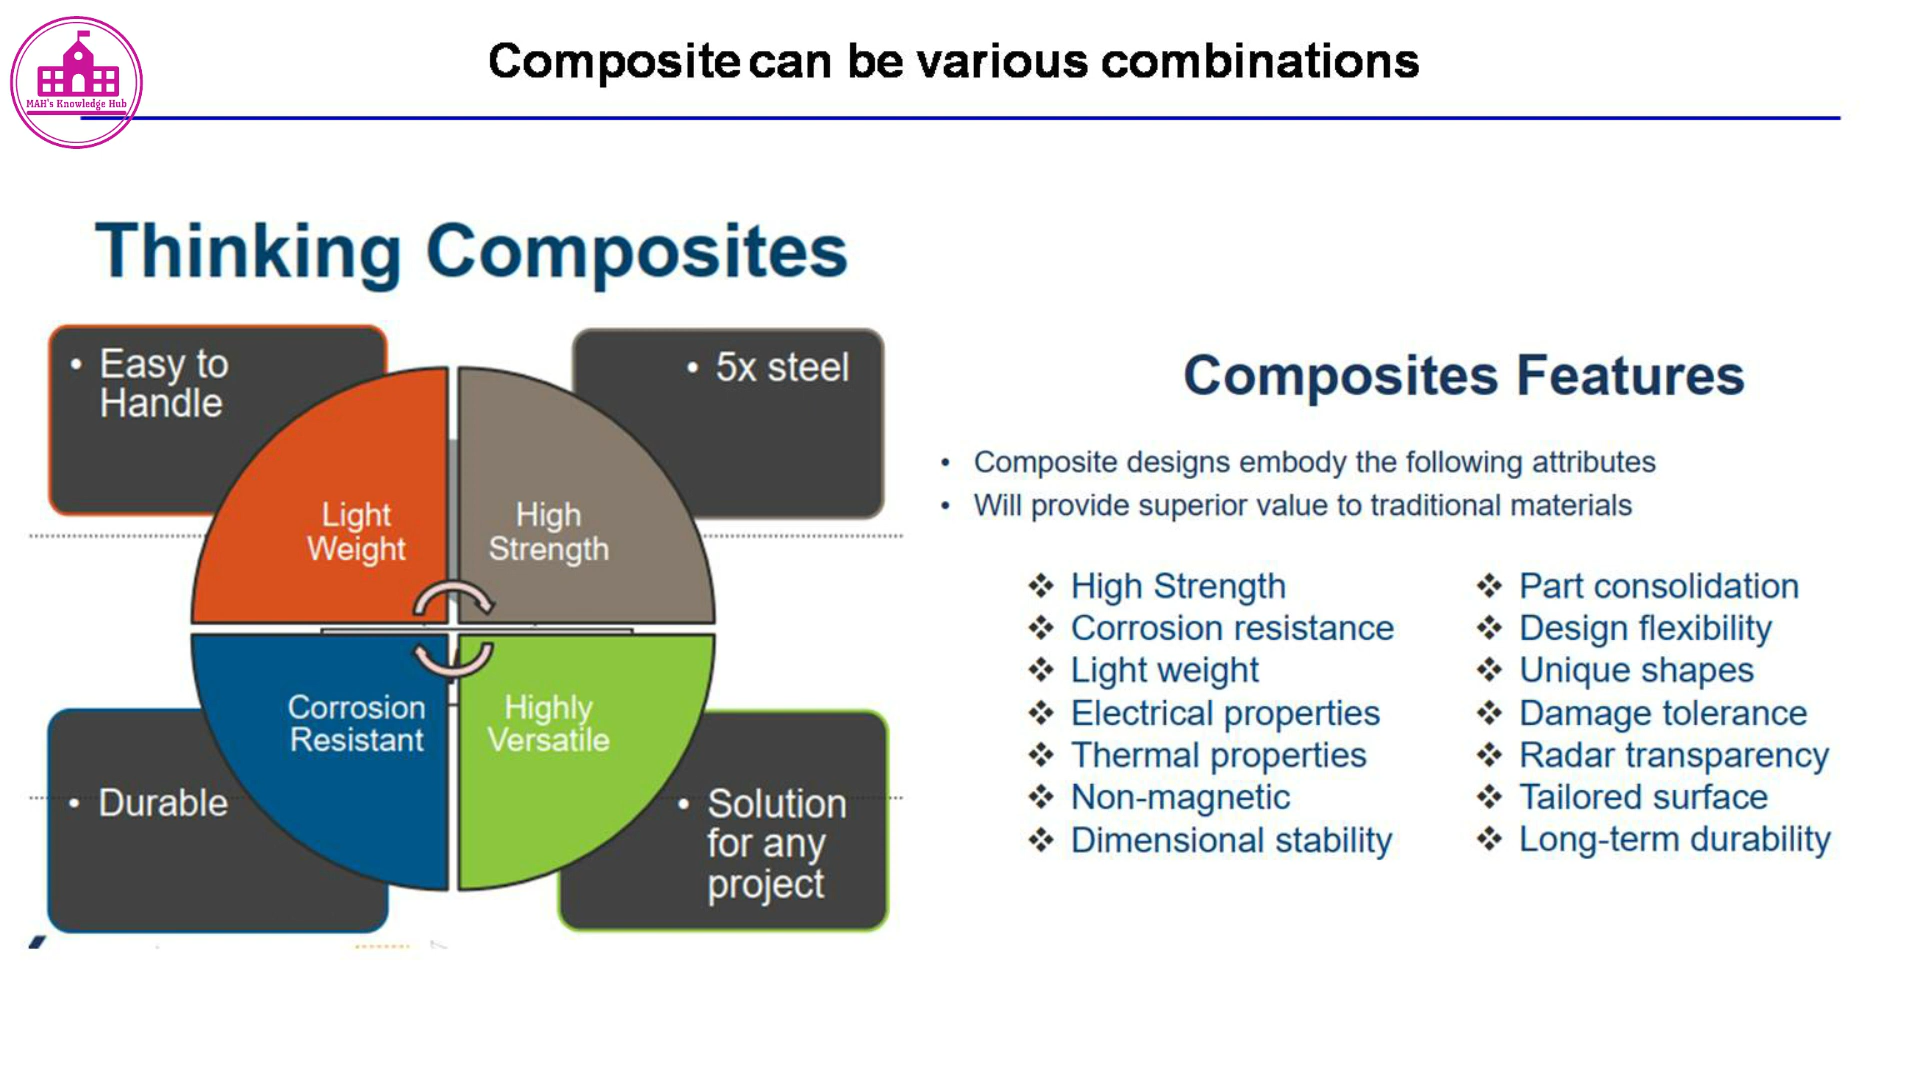 MAH's Knowledge Hub
Composite can be various combinations
Thinking Composites
• Easy to
Handle
• 5x steel
Light
Weight
High
Strength
Corrosion
Resistant
Highly
Versatile
• Durable
• Solution
for any
project
Composites Features
• Composite designs embody the following attributes
• Will provide superior value to traditional materials
❖ High Strength
❖ Corrosion resistance
❖ Light weight
❖ Electrical properties
❖ Thermal properties
❖ Non-magnetic
❖ Dimensional stability
❖ Part consolidation
❖ Design flexibility
❖ Unique shapes
❖ Damage tolerance
❖ Radar transparency
❖ Tailored surface
❖ Long-term durability